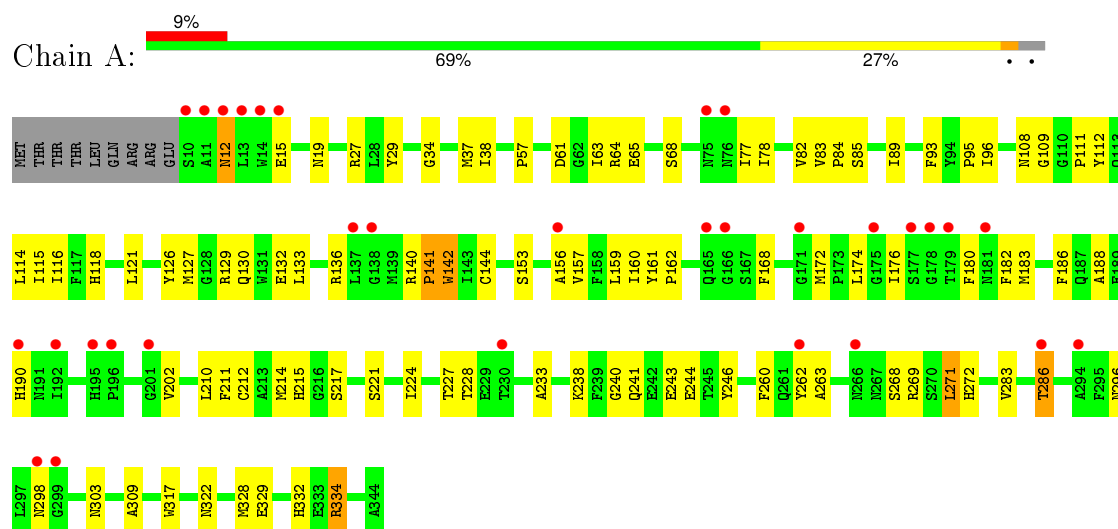 9%
Chain A:
69% 27% • •
MET THR THR THR LEU GLN ARG ARG GLU S10 A11 N12 L13 W14 E15 N19 R27 L28 Y29 G34 M37 I38 P57 D61 G62 I63 R64 E65 S68 N75 N76 I77 I78 V82 V83 P84 S85 I89 F93 Y94 P95 I96 N108 G109 G110 P111 Y112
L114 I115 I116 F117 H118 L121 Y126 M127 G128 R129 Q130 W131 E132 L133 R136 L137 G138 M139 R140 P141 W142 I143 C144 S153 A156 V157 F158 L159 I160 Y161 P162 Q165 G166 S167 F168 G171 M172 P173 L174 G175 I176 S177 G178 T179 F180 N181 F182 M183 F186 Q187 A188
H190 N191 I192 H195 P196 G201 V202 L210 F211 C212 A213 M214 H215 G216 S217 S221 I224 T227 T228 E229 T230 A233 K238 F239 G240 Q241 E242 E243 E244 T245 Y246 F260 Q261 Y262 A263 N266 N267 S268 R269 S270 L271 H272 V283 T286 A294 F295
L297 N298 G299 N303 A309 W317 N322 M328 E329 H332 E333 R334 A344